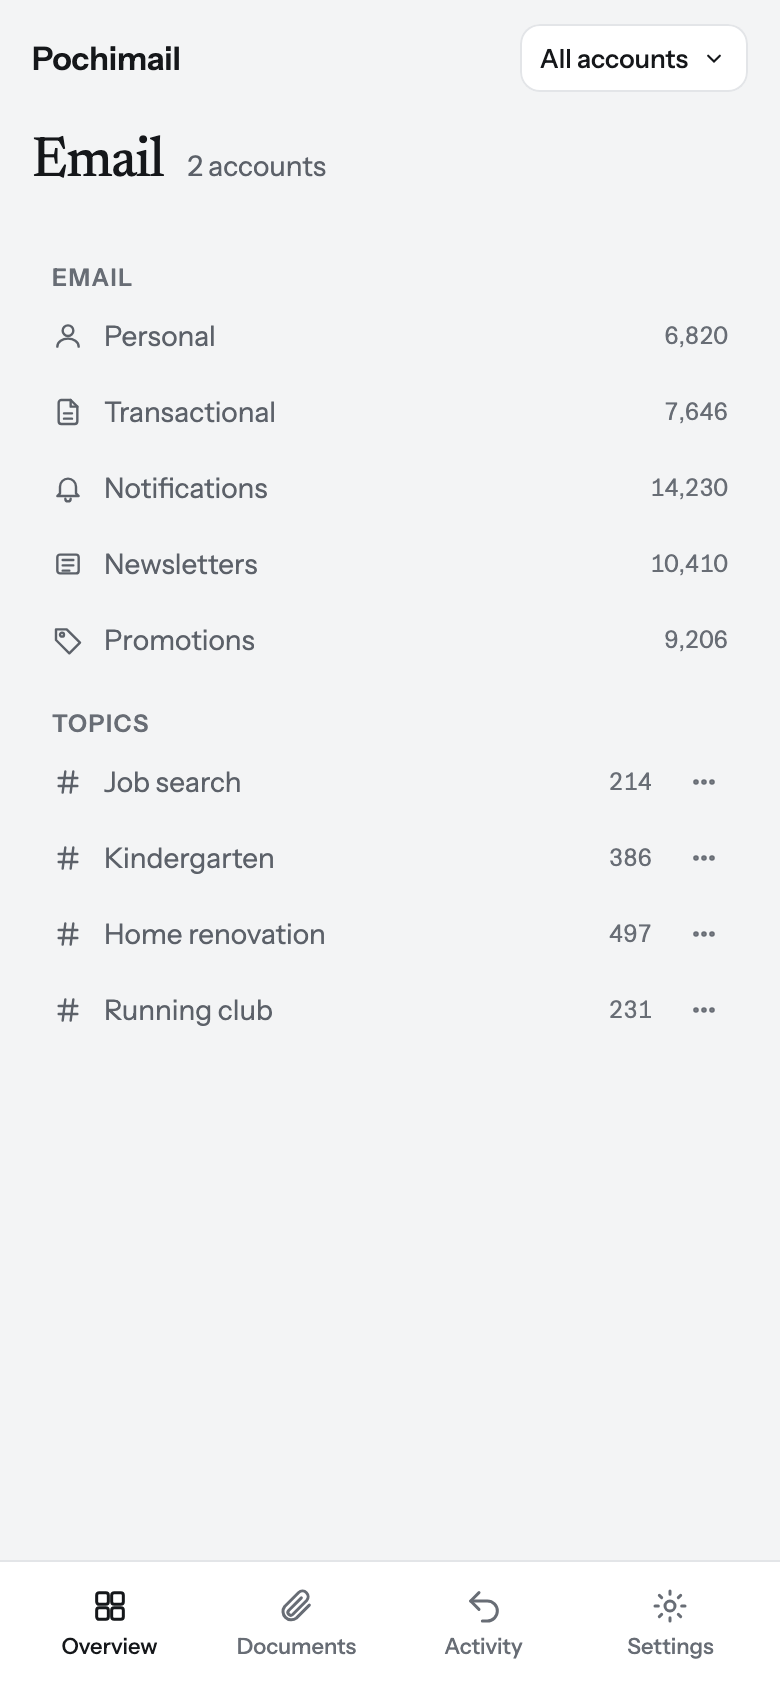 Pochimail
All accounts
Email 2 accounts
EMAIL
Personal 6,820
Transactional 7,646
Notifications 14,230
Newsletters 10,410
Promotions 9,206
TOPICS
# Job search 214 •••
# Kindergarten 386 •••
# Home renovation 497 •••
# Running club 231 •••
Overview Documents Activity Settings